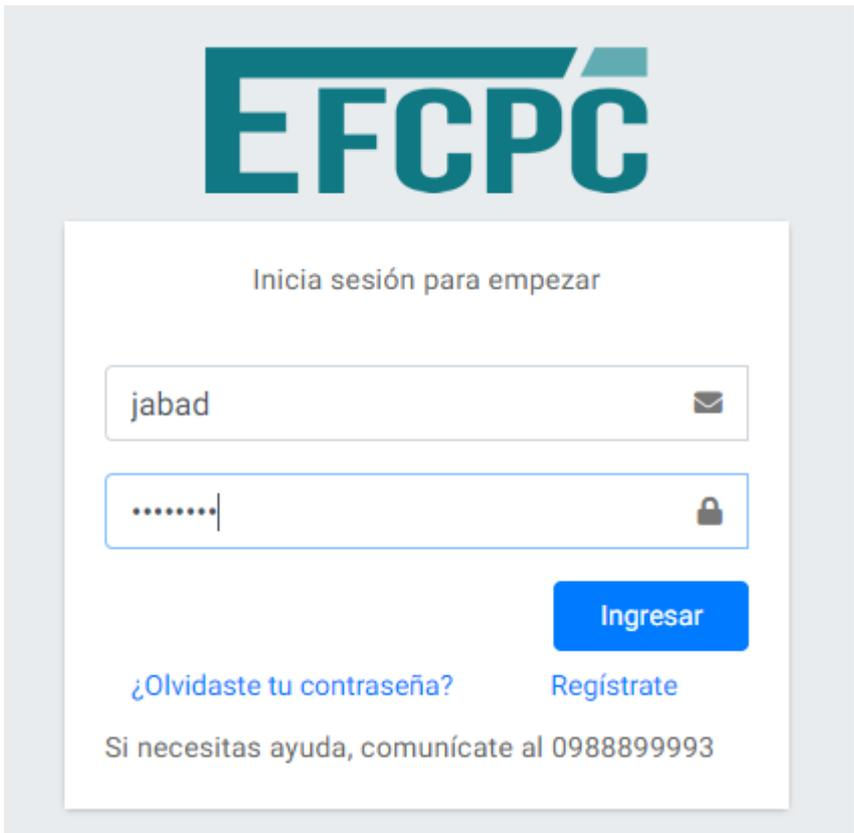 EFCPC
Inicia sesión para empezar
jabad
••••••••
Ingresar
¿Olvidaste tu contraseña? Regístrate
Si necesitas ayuda, comunícate al 0988899993